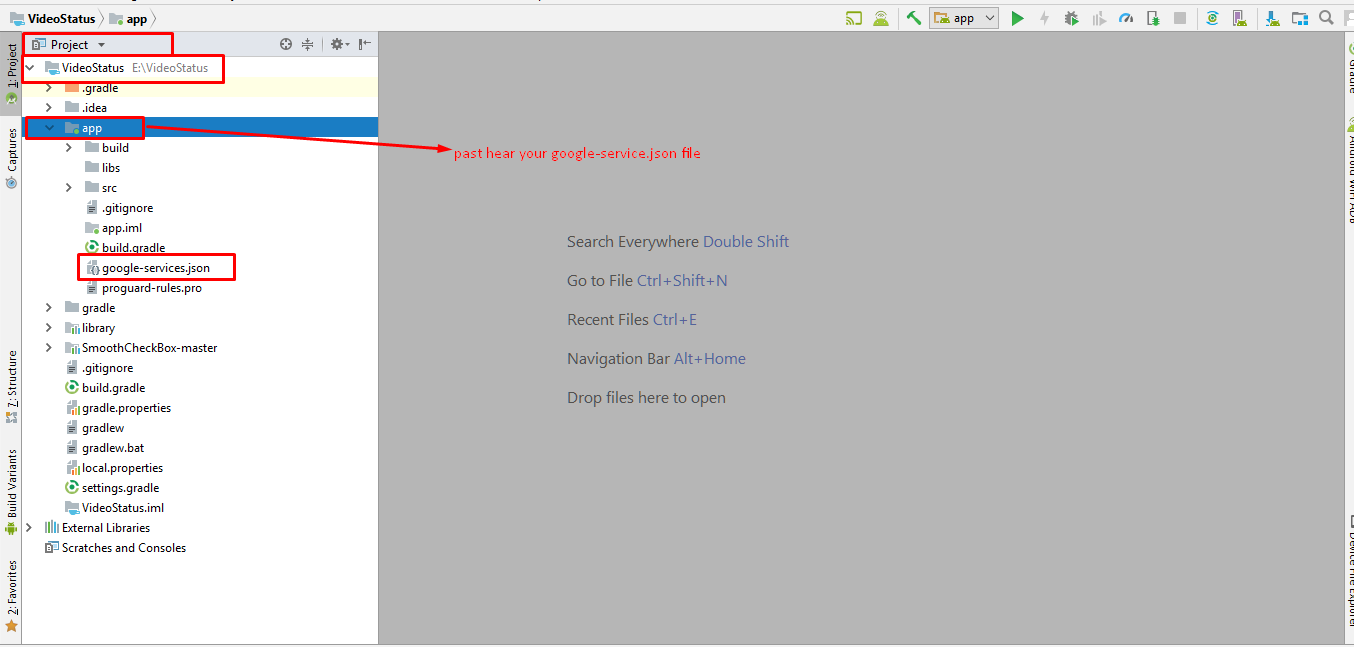 VideoStatus app
app
Project
VideoStatus E:\VideoStatus
.gradle
.idea
app
build
libs
src
.gitignore
app.iml
build.gradle
google-services.json
proguard-rules.pro
gradle
library
SmoothCheckBox-master
.gitignore
build.gradle
gradle.properties
gradlew
gradlew.bat
local.properties
settings.gradle
VideoStatus.iml
External Libraries
Scratches and Consoles
past hear your google-service.json file
Search Everywhere Double Shift
Go to File Ctrl+Shift+N
Recent Files Ctrl+E
Navigation Bar Alt+Home
Drop files here to open
1: Project
Captures
7: Structure
Build Variants
2: Favorites
Gradle
Android WiFi ADB
Device File Explorer